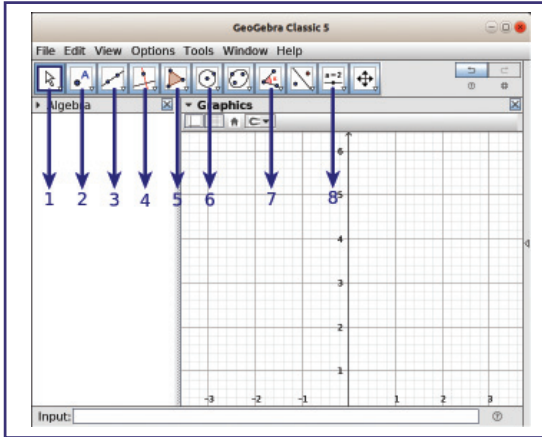 GeoGebra Classic 5
File Edit View Options Tools Window Help
A
a=2
Algebra
Graphics
1 2 3 4 5 6 7 8
6
5
4
3
2
1
-3 -2 -1 1 2 3
Input: